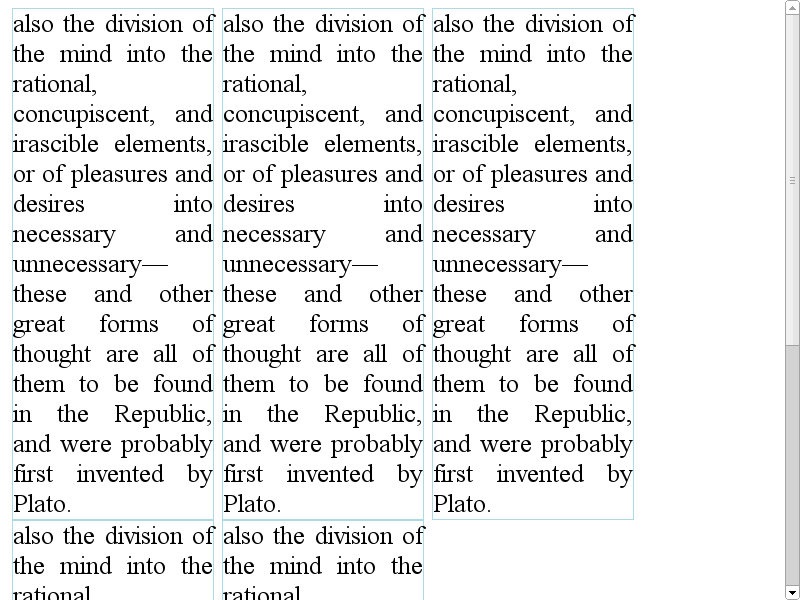 also the division of
the mind into the
rational,
concupiscent, and
irascible elements,
or of pleasures and
desires into
necessary and
unnecessary—
these and other
great forms of
thought are all of
them to be found
in the Republic,
and were probably
first invented by
Plato.
also the division of
the mind into the
rational,
concupiscent, and
irascible elements,
or of pleasures and
desires into
necessary and
unnecessary—
these and other
great forms of
thought are all of
them to be found
in the Republic,
and were probably
first invented by
Plato.
also the division of
the mind into the
rational,
concupiscent, and
irascible elements,
or of pleasures and
desires into
necessary and
unnecessary—
these and other
great forms of
thought are all of
them to be found
in the Republic,
and were probably
first invented by
Plato.
also the division of
the mind into the
rational,
also the division of
the mind into the
rational,